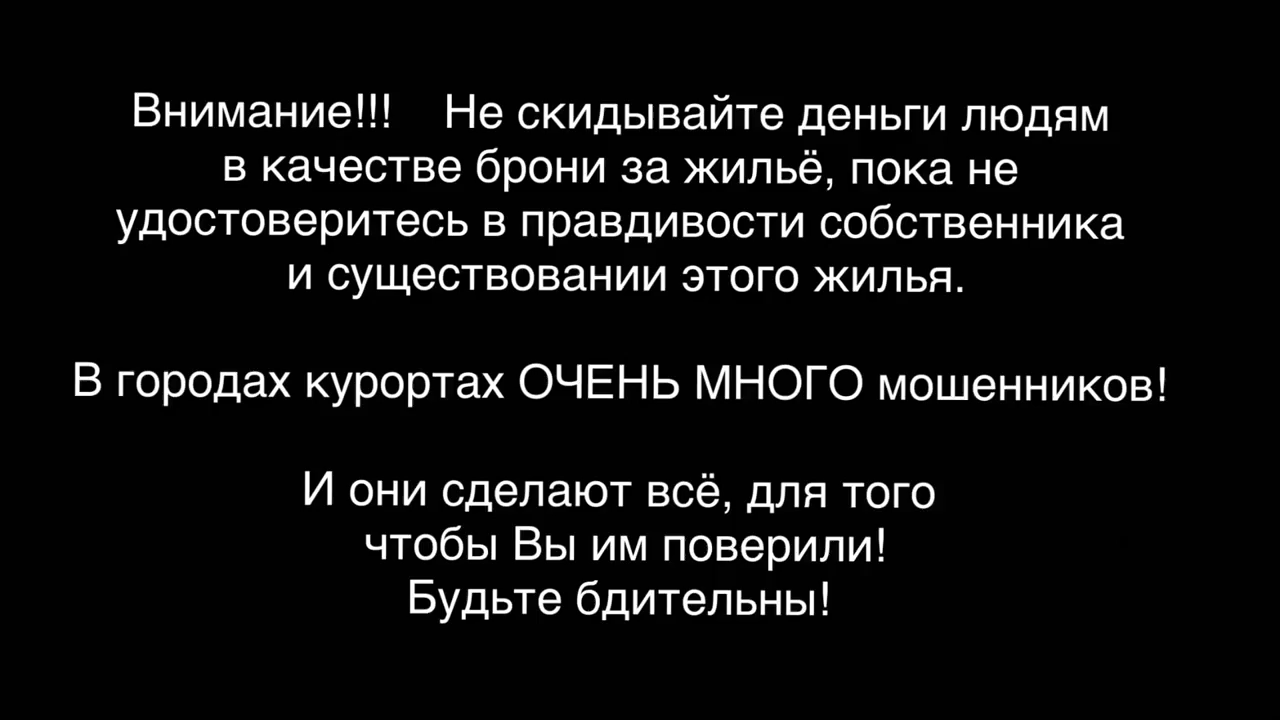 Внимание!!! Не скидывайте деньги людям
в качестве брони за жильё, пока не
удостоверитесь в правдивости собственника
и существовании этого жилья.
В городах курортах ОЧЕНЬ МНОГО мошенников!
И они сделают всё, для того
чтобы Вы им поверили!
Будьте бдительны!